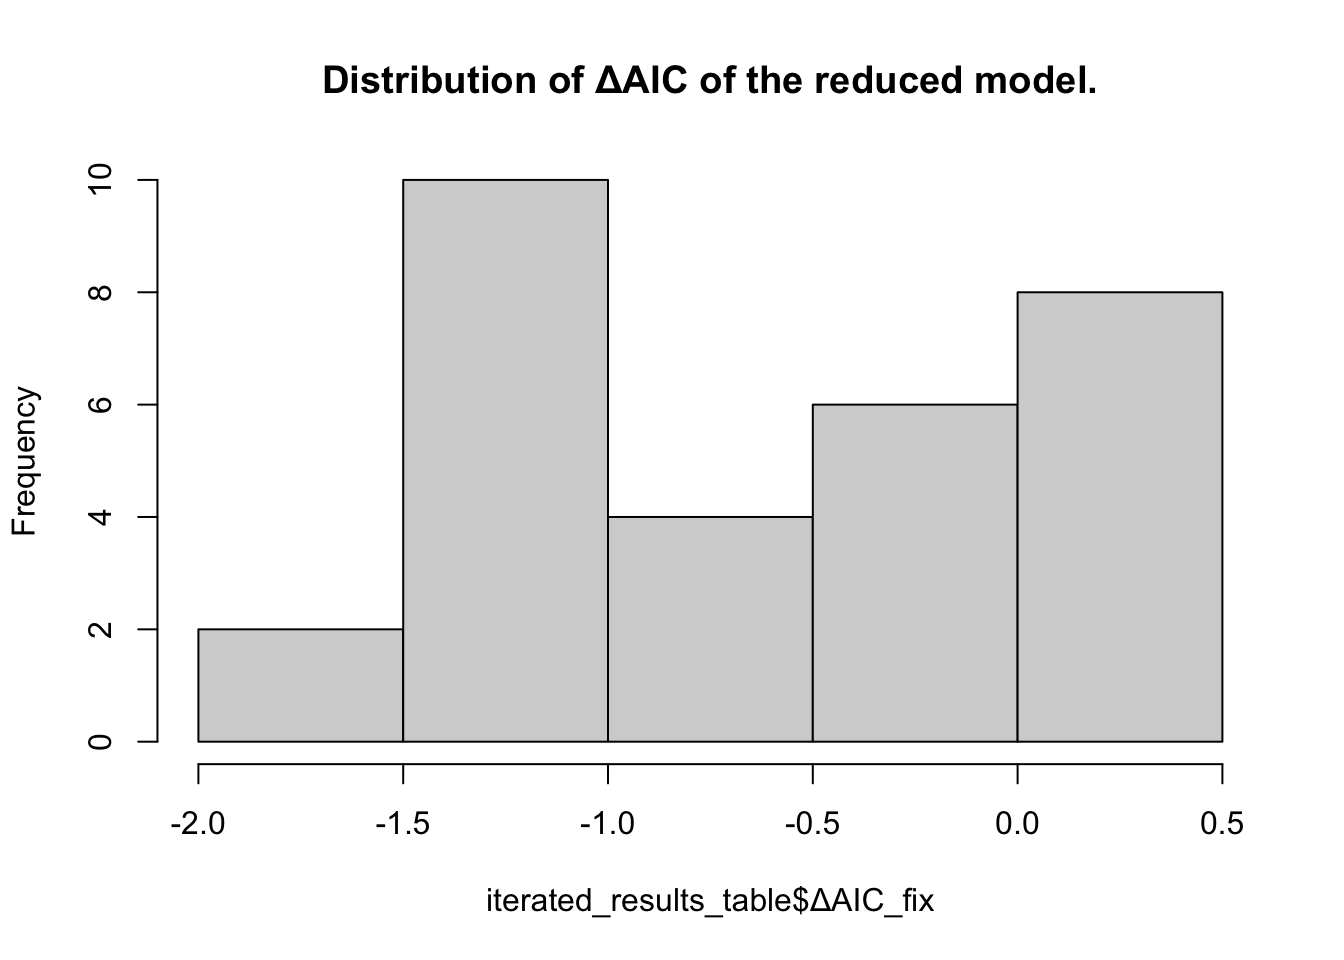 Distribution of ΔAIC of the reduced model.
10
8
6
4
2
0
Frequency
-2.0 -1.5 -1.0 -0.5 0.0 0.5
iterated_results_table$ΔAIC_fix